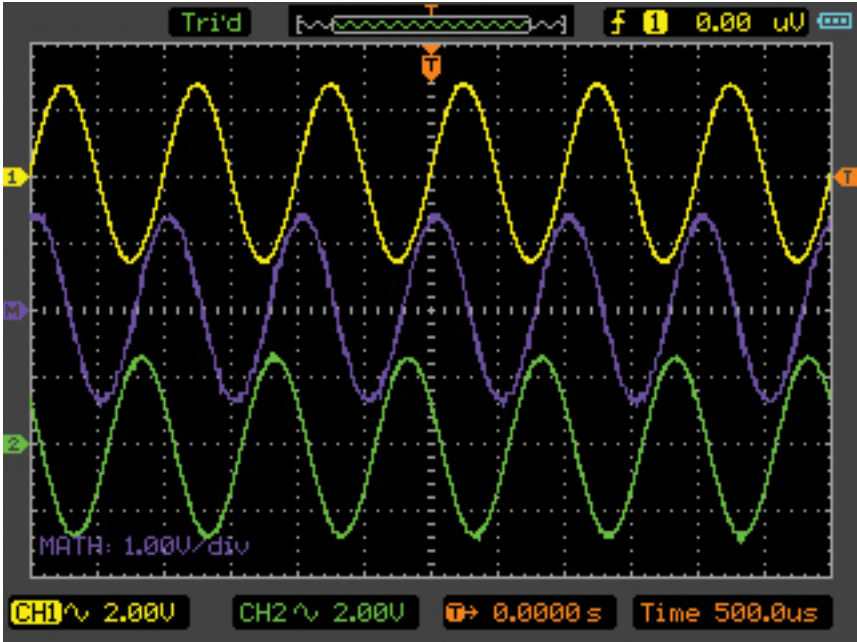 Tri'd T 1 0.00 uV
T
1 T
M
2
MATH: 1.00V/div
CH1 2.00V CH2 2.00V T→ 0.0000s Time 500.0us